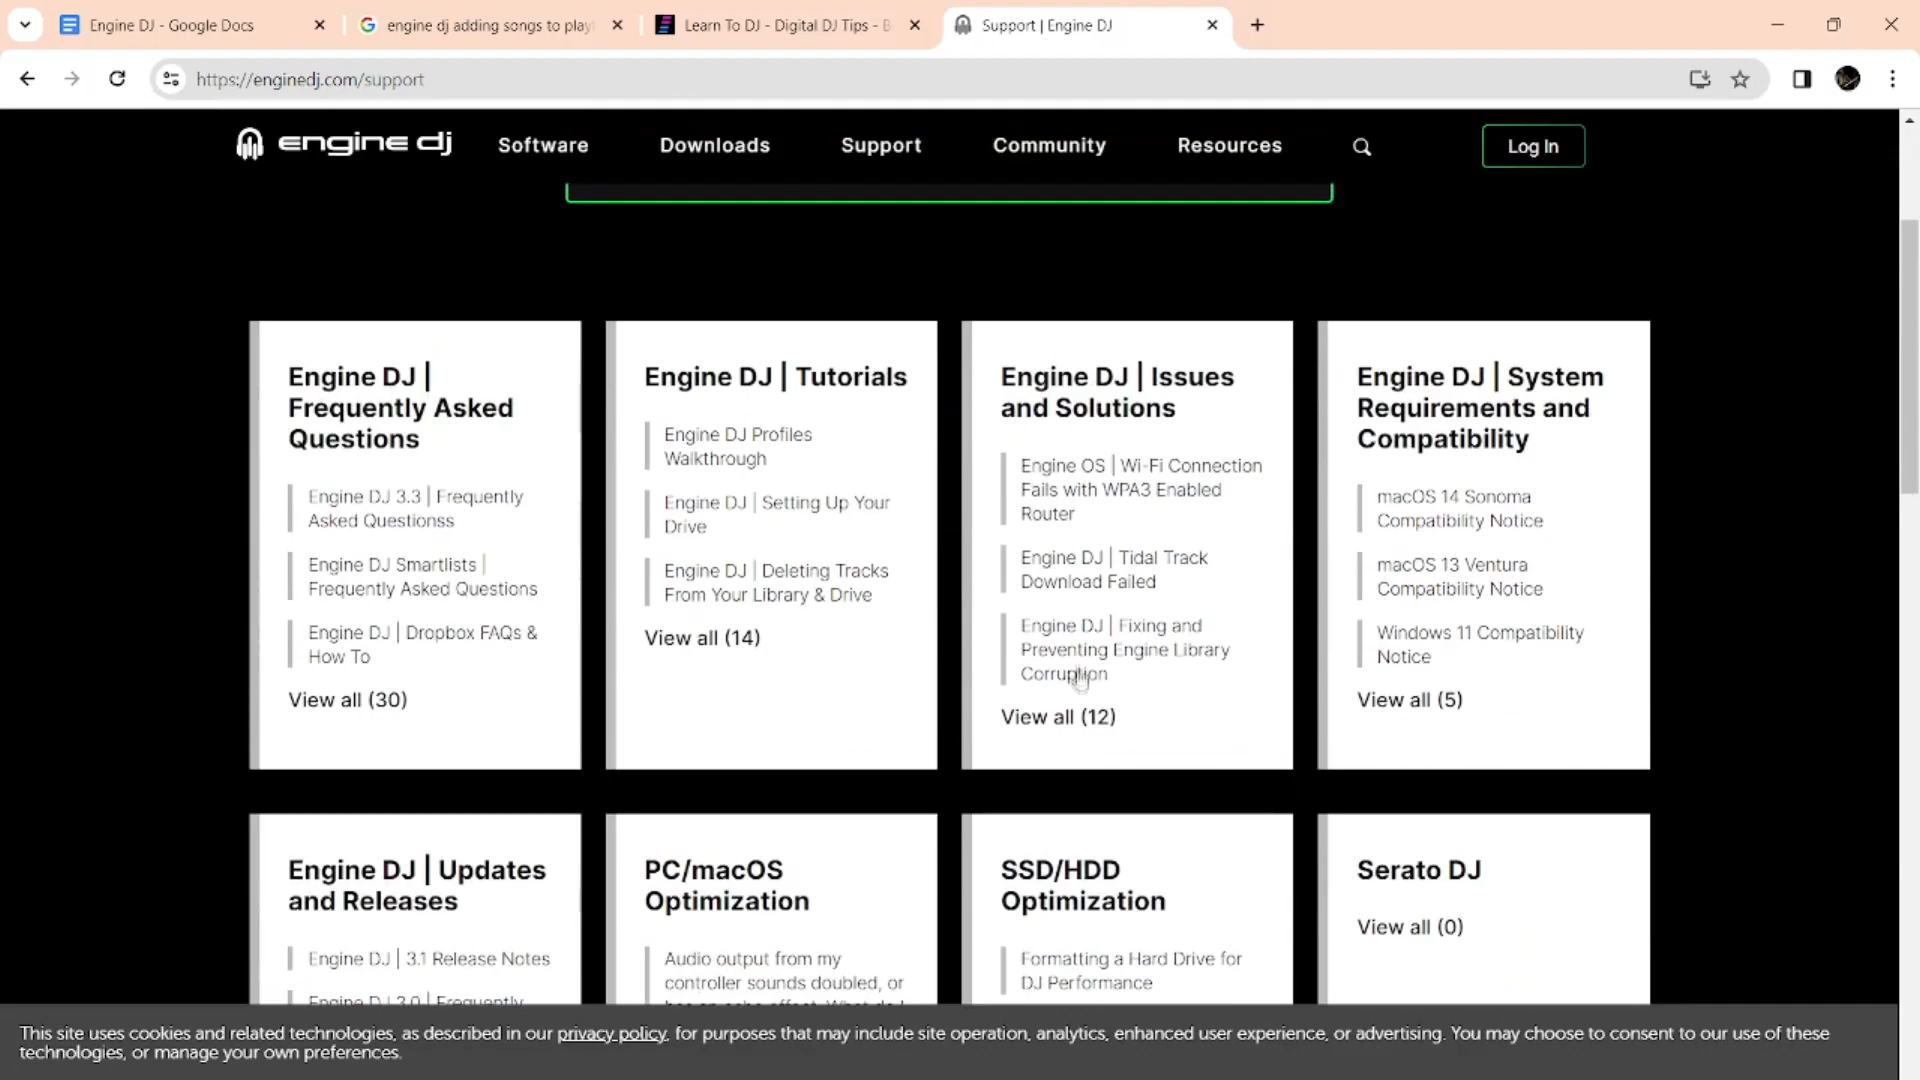 Engine DJ - Google Docs
engine dj adding songs to play
Learn To DJ - Digital DJ Tips - B
Support | Engine DJ
https://enginedj.com/support
engine dj
Software
Downloads
Support
Community
Resources
Log In
Engine DJ |
Frequently Asked
Questions
Engine DJ 3.3 | Frequently
Asked Questionss
Engine DJ Smartlists |
Frequently Asked Questions
Engine DJ | Dropbox FAQs &
How To
View all (30)
Engine DJ | Tutorials
Engine DJ Profiles
Walkthrough
Engine DJ | Setting Up Your
Drive
Engine DJ | Deleting Tracks
From Your Library & Drive
View all (14)
Engine DJ | Issues
and Solutions
Engine OS | Wi-Fi Connection
Fails with WPA3 Enabled
Router
Engine DJ | Tidal Track
Download Failed
Engine DJ | Fixing and
Preventing Engine Library
Corruption
View all (12)
Engine DJ | System
Requirements and
Compatibility
macOS 14 Sonoma
Compatibility Notice
macOS 13 Ventura
Compatibility Notice
Windows 11 Compatibility
Notice
View all (5)
Engine DJ | Updates
and Releases
Engine DJ | 3.1 Release Notes
Engine DJ 3.0 | Frequently
PC/macOS
Optimization
Audio output from my
controller sounds doubled, or
has an echo effect. What do I
SSD/HDD
Optimization
Formatting a Hard Drive for
DJ Performance
Serato DJ
View all (0)
This site uses cookies and related technologies, as described in our privacy policy, for purposes that may include site operation, analytics, enhanced user experience, or advertising. You may choose to consent to our use of these
technologies, or manage your own preferences.